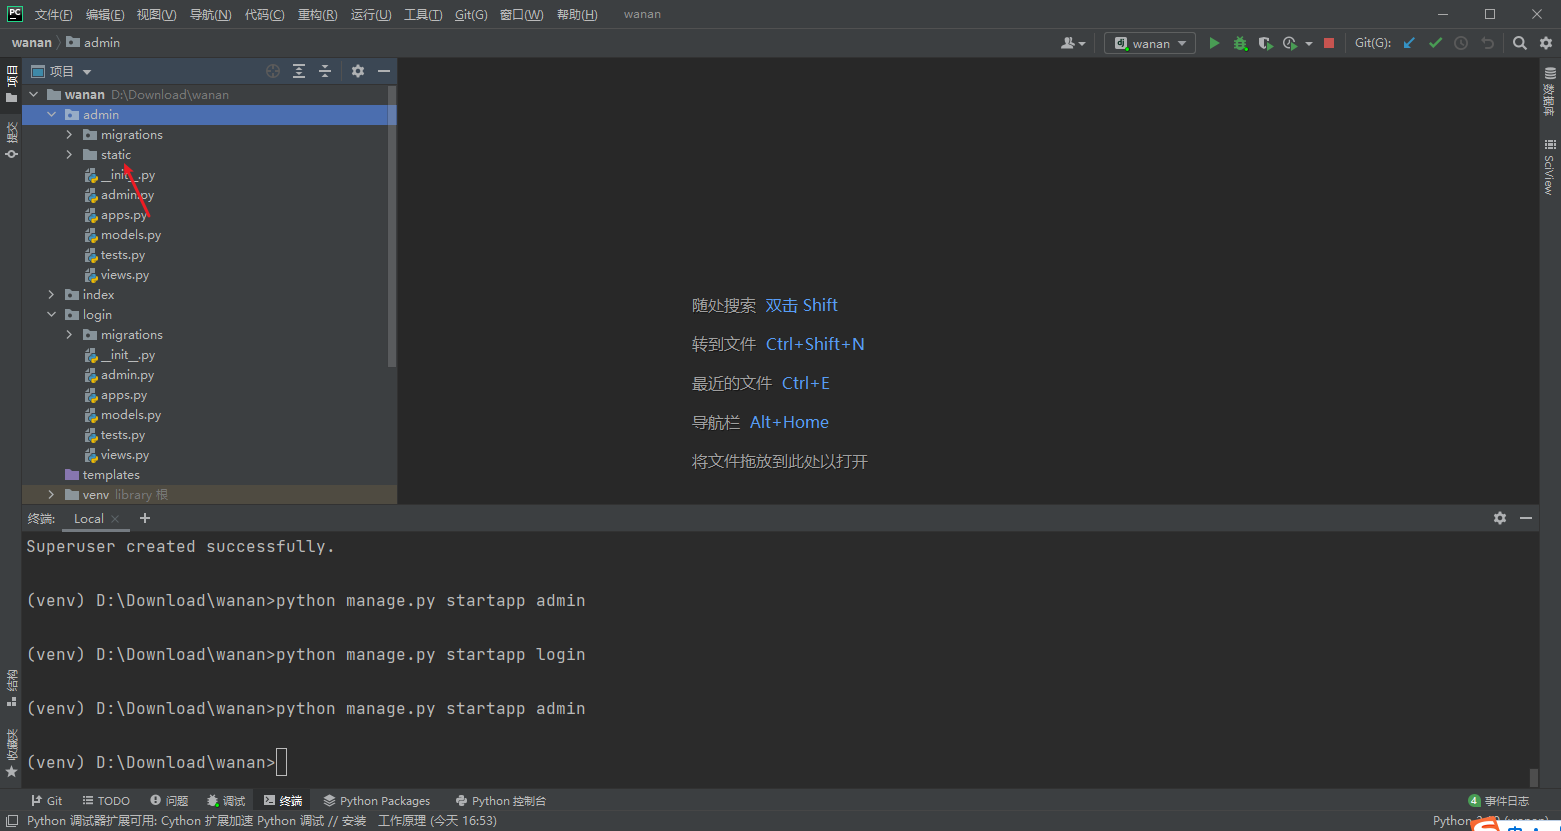 PC 文件(F) 编辑(E) 视图(V) 导航(N) 代码(C) 重构(R) 运行(U) 工具(T) Git(G) 窗口(W) 帮助(H) wanan
wanan admin
dj wanan Git(G):
项目
wanan D:\Download\wanan
admin
migrations
static
__init__.py
admin.py
apps.py
models.py
tests.py
views.py
index
login
migrations
__init__.py
admin.py
apps.py
models.py
tests.py
views.py
templates
venv library 根
项目
提交
结构
收藏夹
随处搜索 双击 Shift
转到文件 Ctrl+Shift+N
最近的文件 Ctrl+E
导航栏 Alt+Home
将文件拖放到此处以打开
数据库
SciView
终端: Local
Superuser created successfully.
(venv) D:\Download\wanan>python manage.py startapp admin
(venv) D:\Download\wanan>python manage.py startapp login
(venv) D:\Download\wanan>python manage.py startapp admin
(venv) D:\Download\wanan>
Git TODO 问题 调试 终端 Python Packages Python 控制台 4 事件日志
Python 调试器扩展可用: Cython 扩展加速 Python 调试 // 安装 工作原理 (今天 16:53) Python